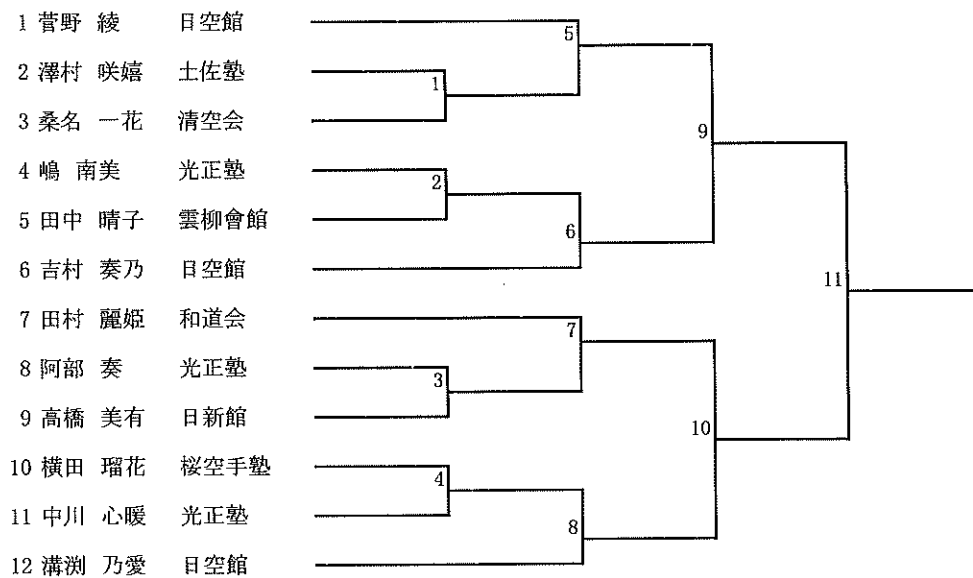 1 菅野 綾 日空館
2 澤村 咲嬉 土佐塾
3 桑名 一花 清空会
4 嶋 南美 光正塾
5 田中 晴子 雲柳會館
6 吉村 奏乃 日空館
7 田村 麗姫 和道会
8 阿部 奏 光正塾
9 高橋 美有 日新館
10 横田 瑠花 桜空手塾
11 中川 心暖 光正塾
12 溝渕 乃愛 日空館
5
1
9
2
6
11
7
3
10
4
8